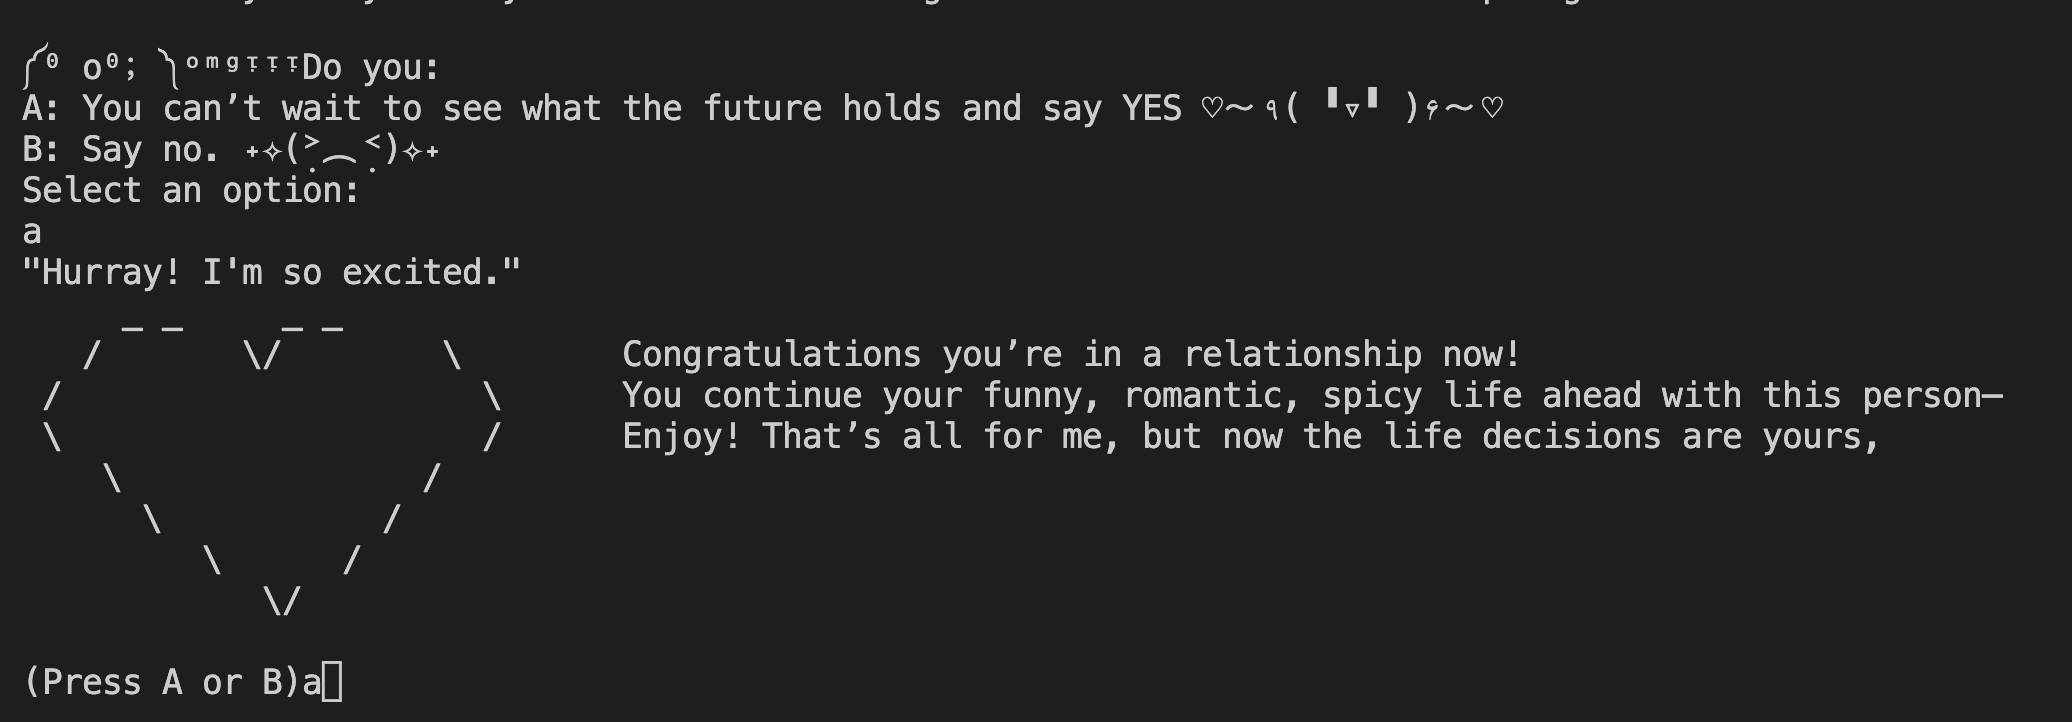 ༼⁰ o⁰; ༽ᵒᵐᵍᵎᵎᵎDo you:
A: You can’t wait to see what the future holds and say YES ♡～٩( ▘▿▘ )۶～♡
B: Say no. ˖✧(˃̣̣︵˂̣̣)✧˖
Select an option:
a
"Hurray! I'm so excited."
Congratulations you’re in a relationship now!
You continue your funny, romantic, spicy life ahead with this person—
Enjoy! That’s all for me, but now the life decisions are yours,
(Press A or B)a